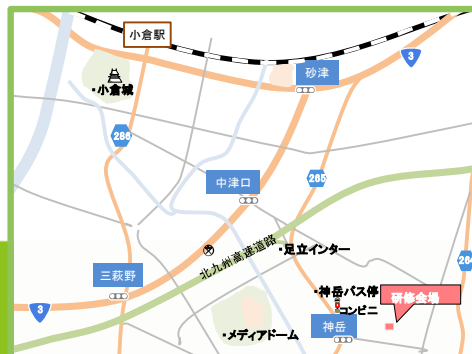 小倉駅
3
砂津
・小倉城
286
中津口
265
北九州高速道路
・足立インター
264
三萩野
・神岳バス停
研修会場
コンビニ
3
神岳
・メディアドーム